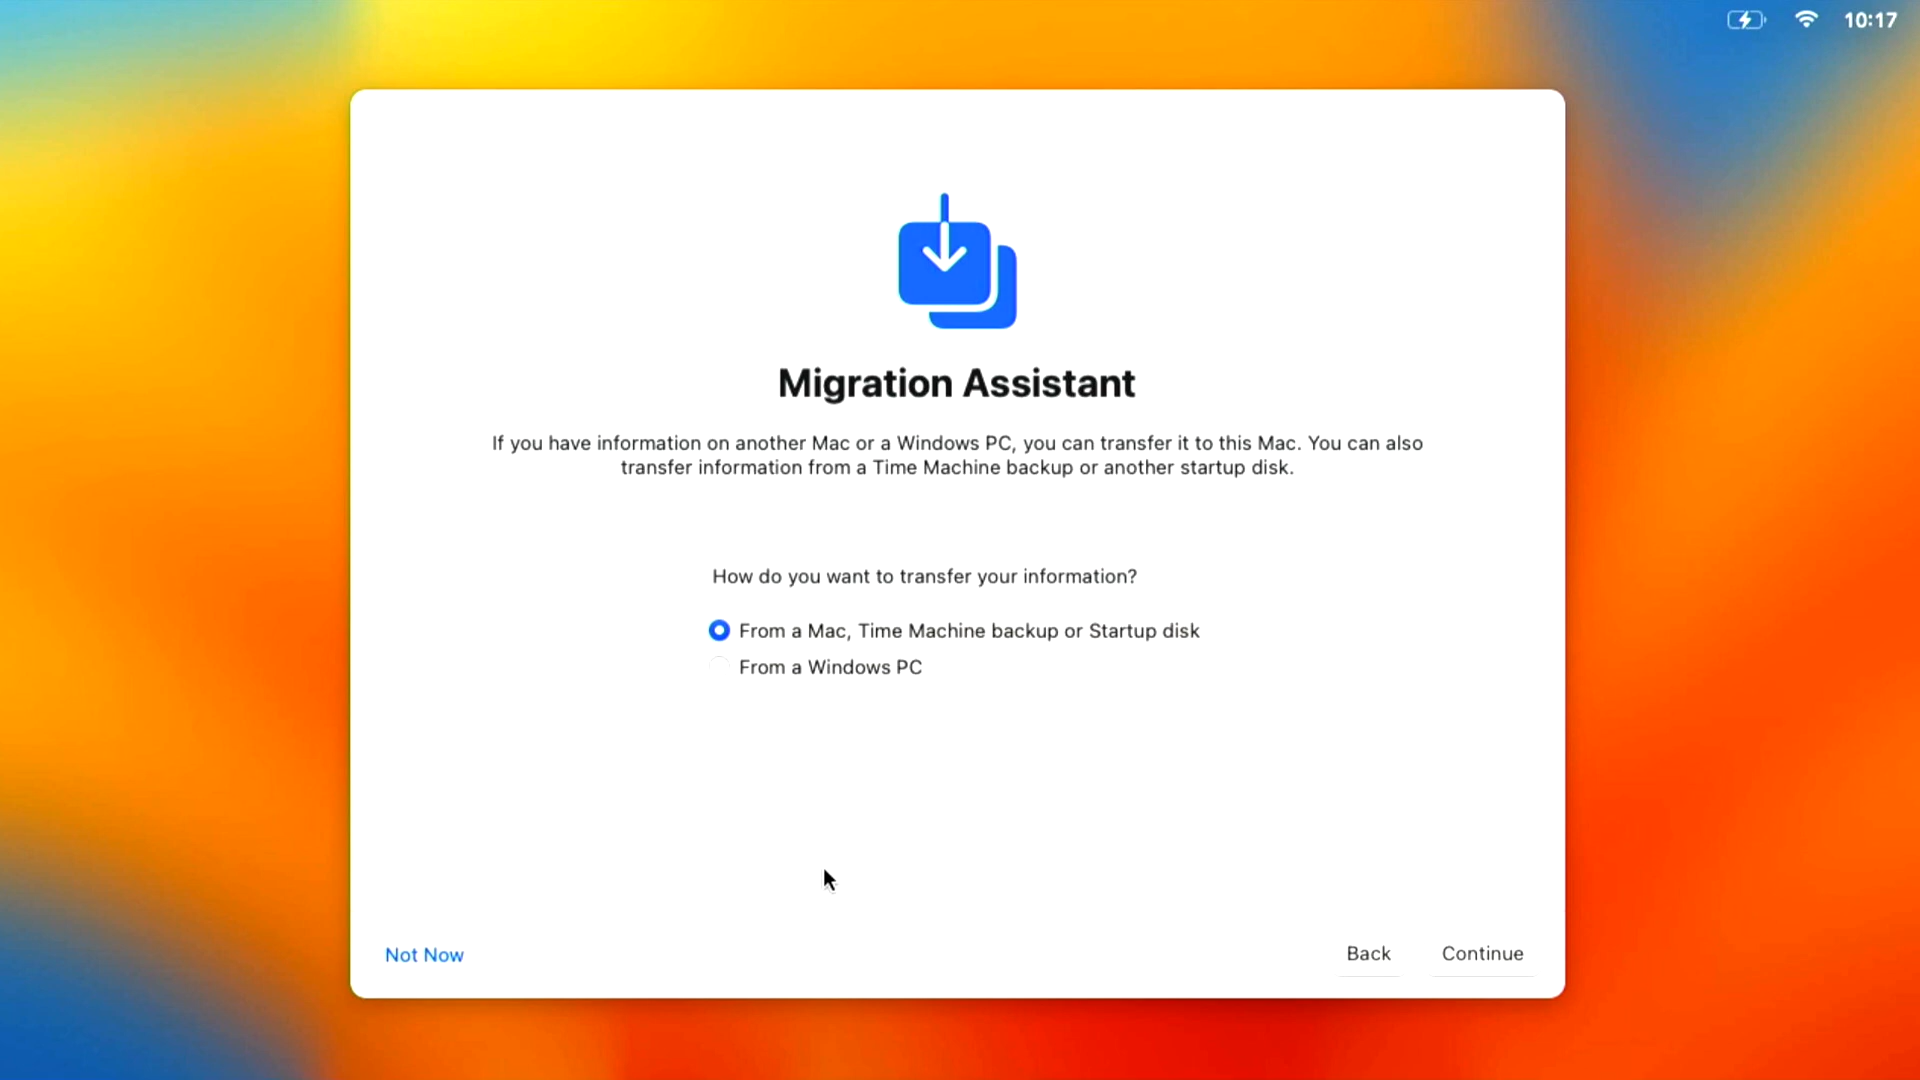 10:17
Migration Assistant
If you have information on another Mac or a Windows PC, you can transfer it to this Mac. You can also
transfer information from a Time Machine backup or another startup disk.
How do you want to transfer your information?
From a Mac, Time Machine backup or Startup disk
From a Windows PC
Not Now
Back
Continue